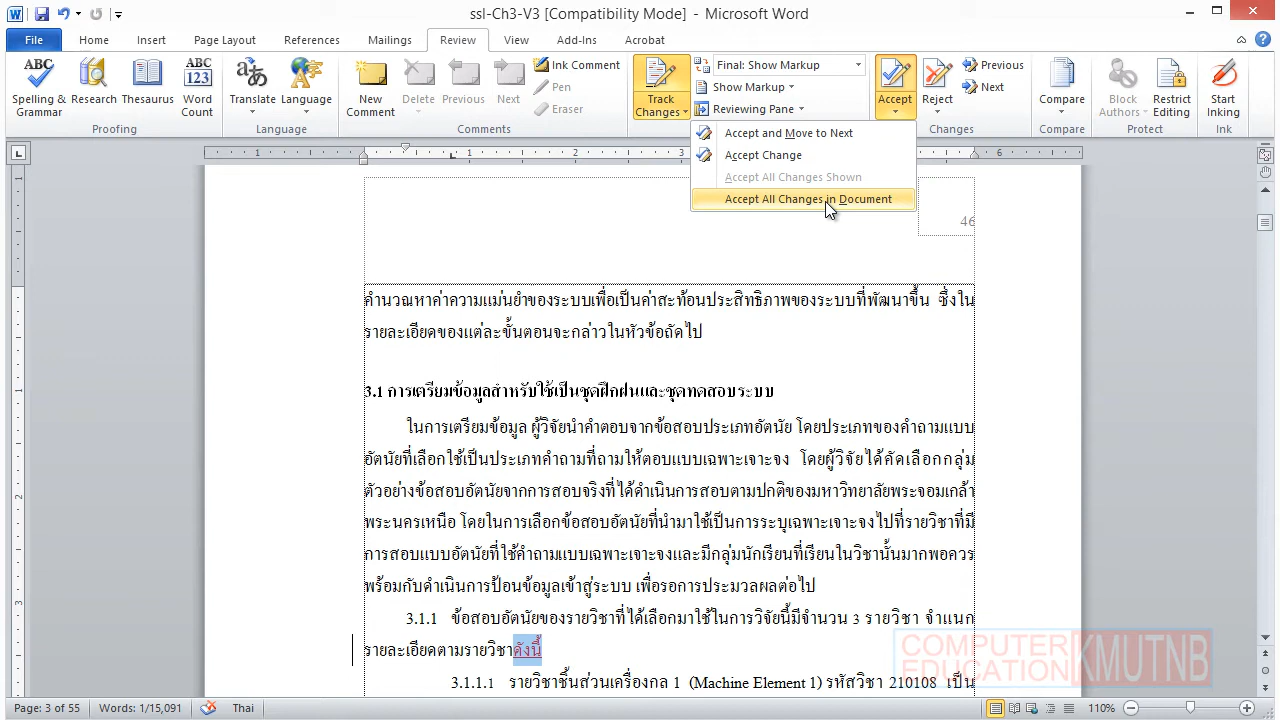 ssl-Ch3-V3 [Compatibility Mode] - Microsoft Word
File Home Insert Page Layout References Mailings Review View Add-Ins Acrobat
ABC
Spelling & Grammar
Research
Thesaurus
ABC 123
Word Count
Proofing
Translate
Language
Language
New Comment
Delete
Previous
Next
Ink Comment
Pen
Eraser
Comments
Track Changes
Final: Show Markup
Show Markup
Reviewing Pane
Accept
Reject
Previous
Next
Changes
Compare
Compare
Block Authors
Restrict Editing
Protect
Start Inking
Ink
Accept and Move to Next
Accept Change
Accept All Changes Shown
Accept All Changes in Document
1 1 2 3 6
46
คำนวณหาค่าความแม่นยำของระบบเพื่อเป็นค่าสะท้อนประสิทธิภาพของระบบที่พัฒนาขึ้น ซึ่งใน
รายละเอียดของแต่ละขั้นตอนจะกล่าวในหัวข้อถัดไป
3.1 การเตรียมข้อมูลสำหรับใช้เป็นชุดฝึกฝนและชุดทดสอบระบบ
ในการเตรียมข้อมูล ผู้วิจัยนำคำตอบจากข้อสอบประเภทอัตนัย โดยประเภทของคำถามแบบ
อัตนัยที่เลือกใช้เป็นประเภทคำถามที่ถามให้ตอบแบบเฉพาะเจาะจง โดยผู้วิจัยได้คัดเลือกกลุ่ม
ตัวอย่างข้อสอบอัตนัยจากการสอบจริงที่ได้ดำเนินการสอบตามปกติของมหาวิทยาลัยพระจอมเกล้า
พระนครเหนือ โดยในการเลือกข้อสอบอัตนัยที่นำมาใช้เป็นการระบุเฉพาะเจาะจงไปที่รายวิชาที่มี
การสอบแบบอัตนัยที่ใช้คำถามแบบเฉพาะเจาะจงและมีกลุ่มนักเรียนที่เรียนในวิชานั้นมากพอควร
พร้อมกับดำเนินการป้อนข้อมูลเข้าสู่ระบบ เพื่อรอการประมวลผลต่อไป
3.1.1 ข้อสอบอัตนัยของรายวิชาที่ได้เลือกมาใช้ในการวิจัยนี้มีจำนวน 3 รายวิชา จำแนก
รายละเอียดตามรายวิชาดังนี้
3.1.1.1 รายวิชาชิ้นส่วนเครื่องกล 1 (Machine Element 1) รหัสวิชา 210108 เป็น
COMPUTER EDUCATION KMUTNB
Page: 3 of 55 Words: 1/15,091 Thai 110%